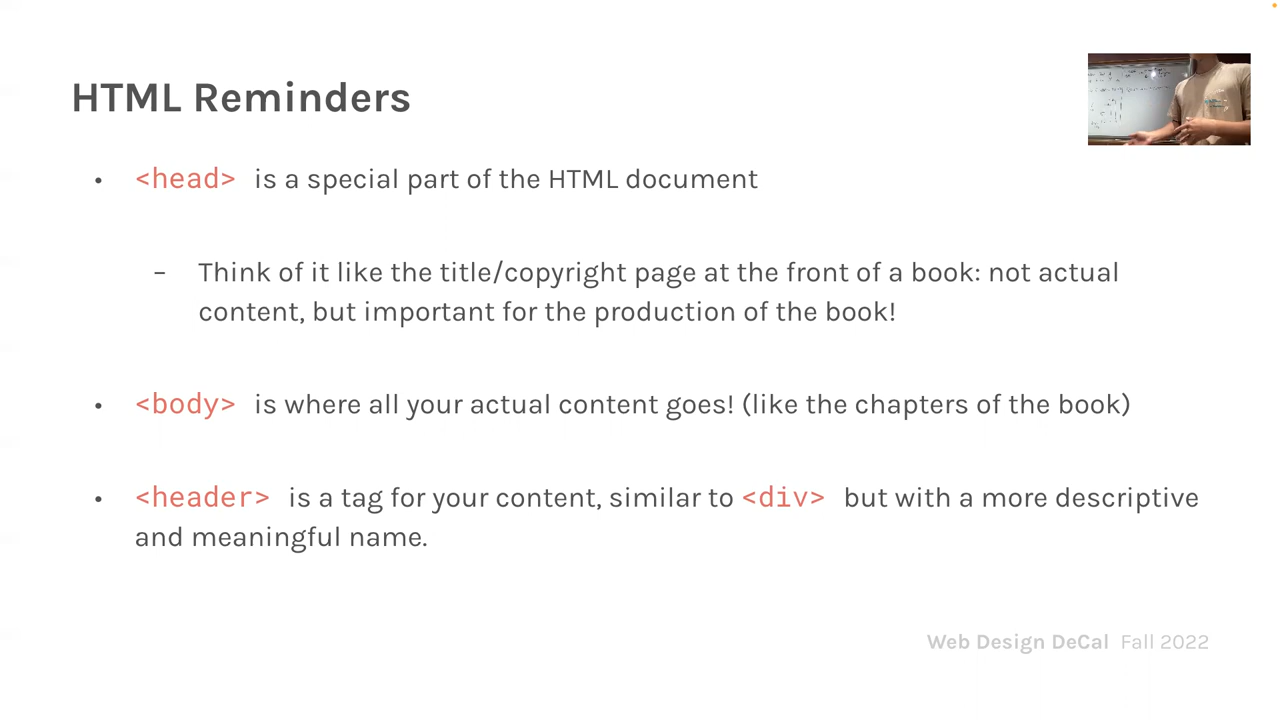 HTML Reminders
• <head> is a special part of the HTML document
– Think of it like the title/copyright page at the front of a book: not actual
content, but important for the production of the book!
• <body> is where all your actual content goes! (like the chapters of the book)
• <header> is a tag for your content, similar to <div> but with a more descriptive
and meaningful name.
Web Design DeCal Fall 2022